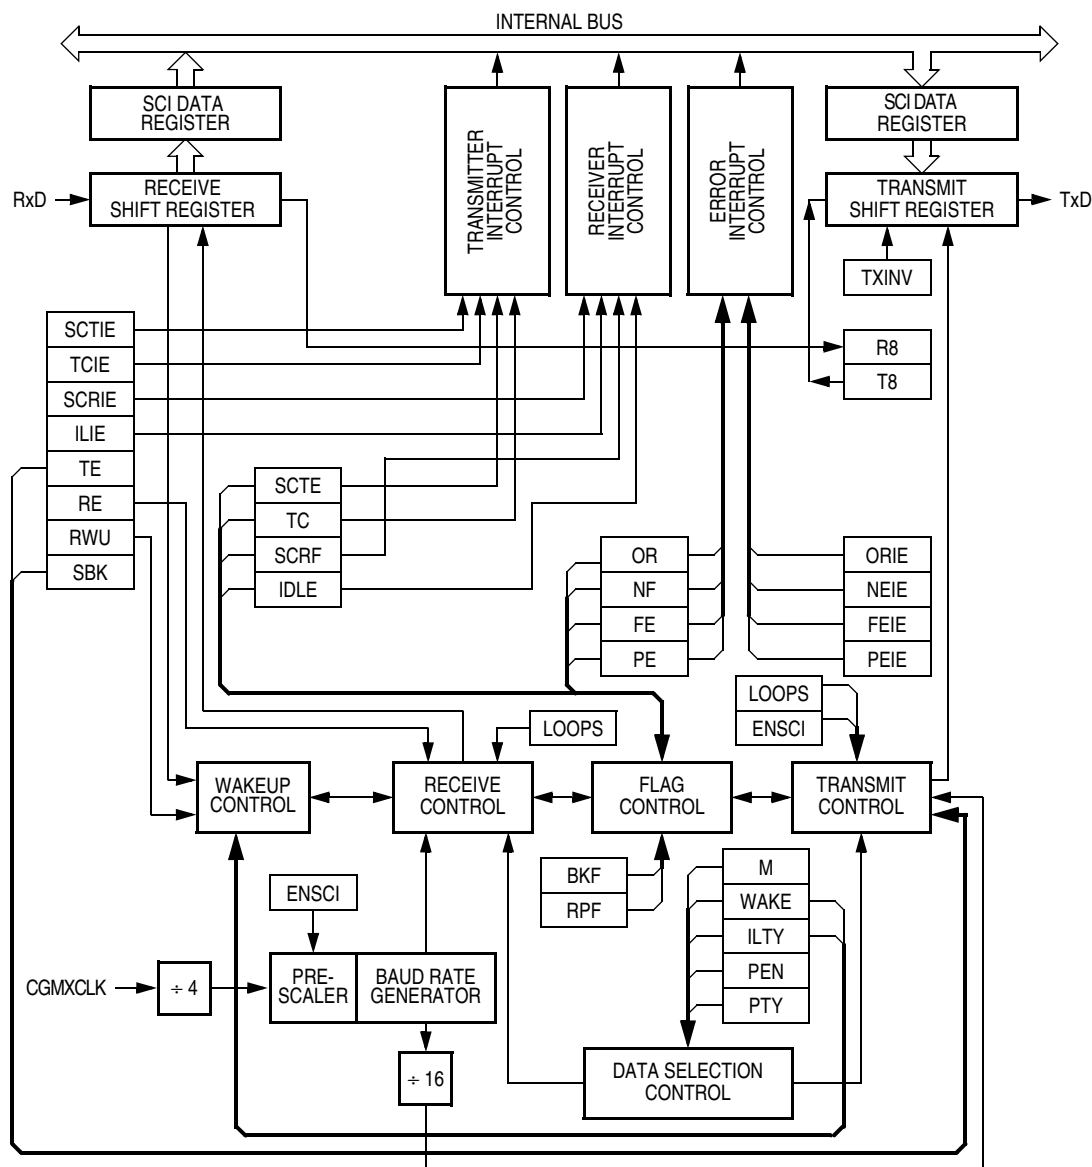 INTERNAL BUS
SCI DATA
REGISTER
SCI DATA
REGISTER
TRANSMITTER
INTERRUPT
CONTROL
RECEIVER
INTERRUPT
CONTROL
ERROR
INTERRUPT
CONTROL
RxD
RECEIVE
SHIFT REGISTER
TRANSMIT
SHIFT REGISTER
TxD
TXINV
SCTIE
TCIE
SCRIE
ILIE
TE
RE
RWU
SBK
R8
T8
SCTE
TC
SCRF
IDLE
OR
NF
FE
PE
ORIE
NEIE
FEIE
PEIE
LOOPS
LOOPS
ENSCI
WAKEUP
CONTROL
RECEIVE
CONTROL
FLAG
CONTROL
TRANSMIT
CONTROL
BKF
RPF
M
WAKE
ILTY
PEN
PTY
ENSCI
CGMXCLK
÷ 4
PRE-
SCALER
BAUD RATE
GENERATOR
÷ 16
DATA SELECTION
CONTROL